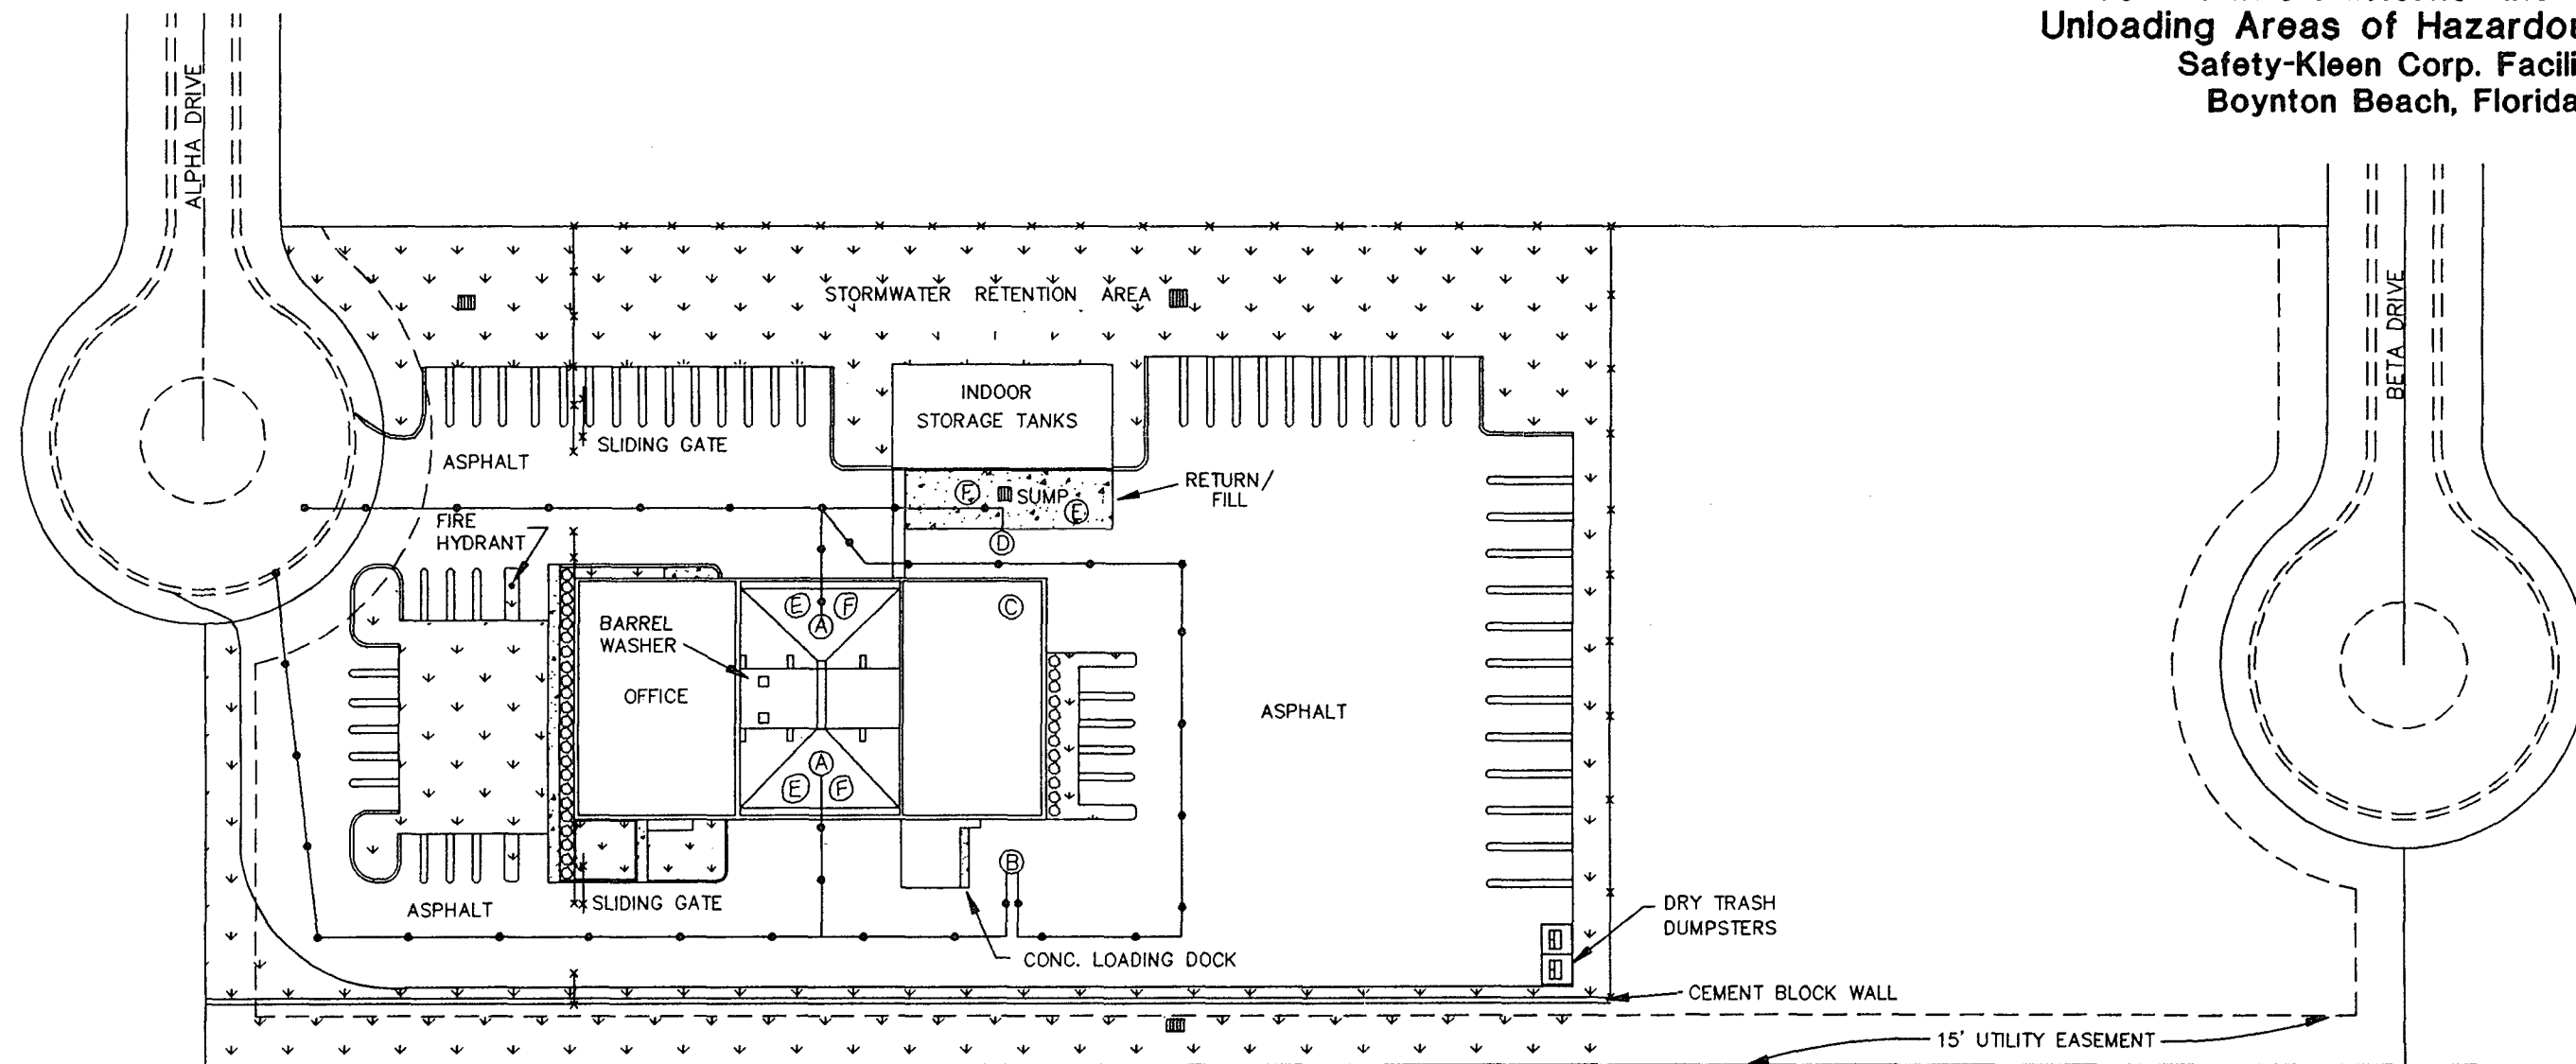 Unloading Areas of
Safety-Kleen Corp.
Boynton Beach, Florida
ALPHA DRIVE
BETA DRIVE
STORMWATER RETENTION AREA
INDOOR
STORAGE TANKS
SLIDING GATE
ASPHALT
RETURN/
FILL
F
SUMP
E
FIRE
HYDRANT
D
E
F
A
C
BARREL
WASHER
OFFICE
ASPHALT
A
E
F
B
ASPHALT
SLIDING GATE
DRY TRASH
DUMPSTERS
CONC. LOADING DOCK
CEMENT BLOCK WALL
15' UTILITY EASEMENT